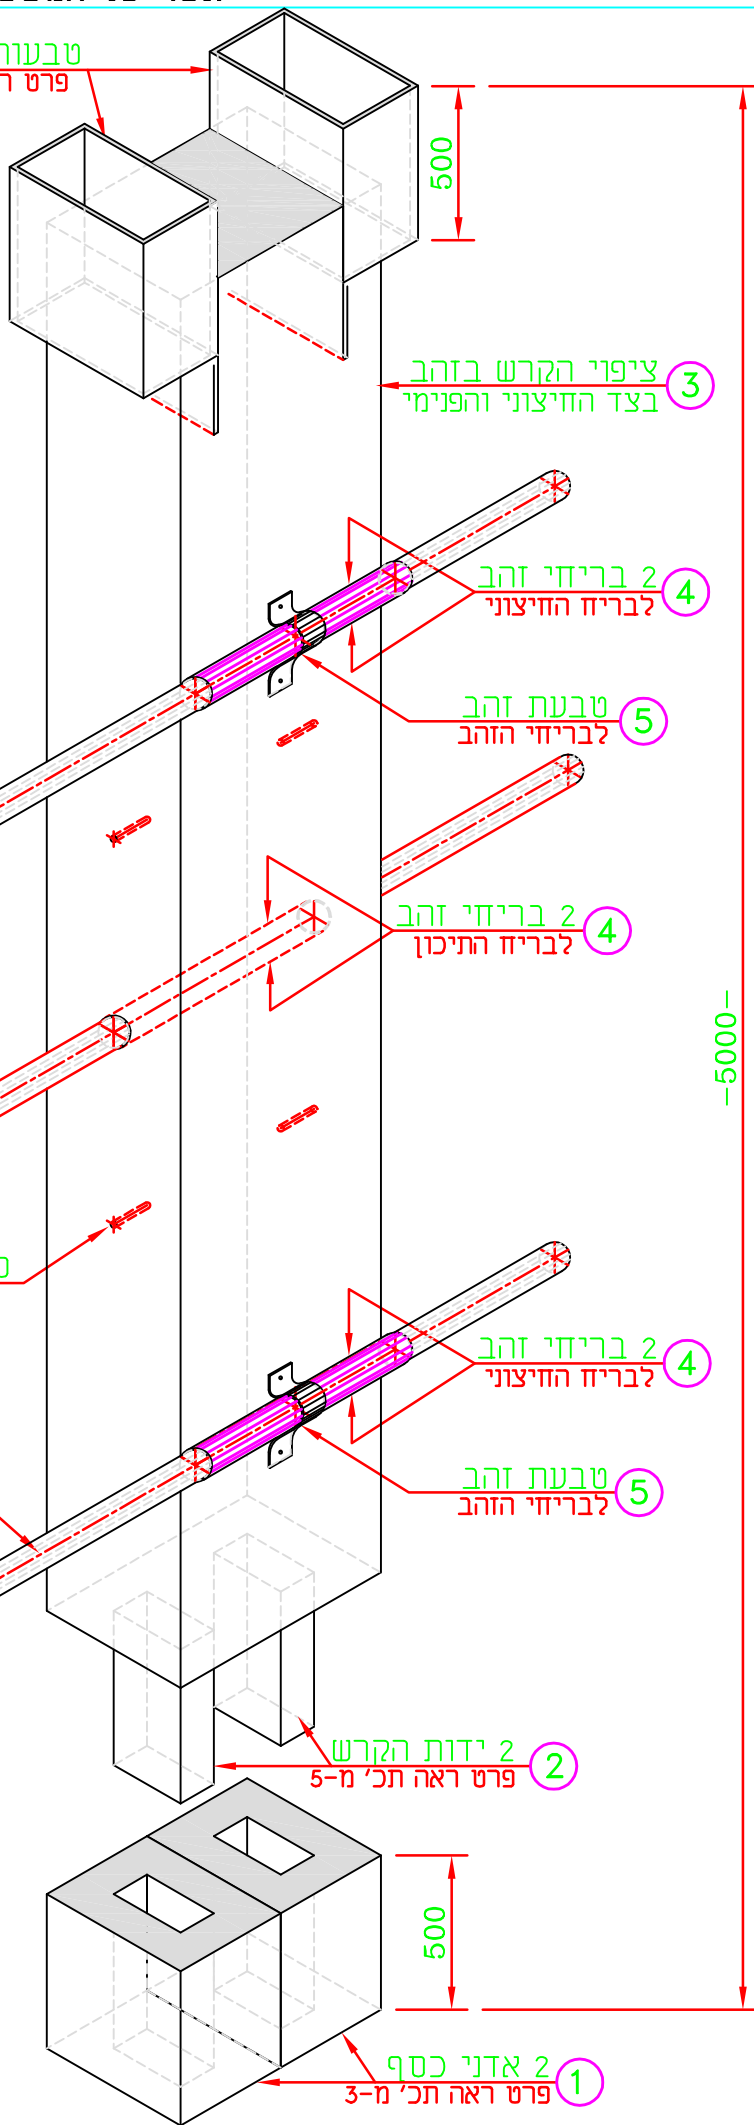 500
ציפוי הקרש בזהב
בצד החיצוני והפנימי
3
2 בריחי זהב
לבריח החיצוני
4
טבעת זהב
לבריחי הזהב
5
2 בריחי זהב
לבריח התיכון
4
-5000-
2 בריחי זהב
לבריח החיצוני
4
טבעת זהב
לבריחי הזהב
5
2 ידות הקרש
פרט ראה תכ' מ-5
2
500
2 אדני כסף
פרט ראה תכ' מ-3
1